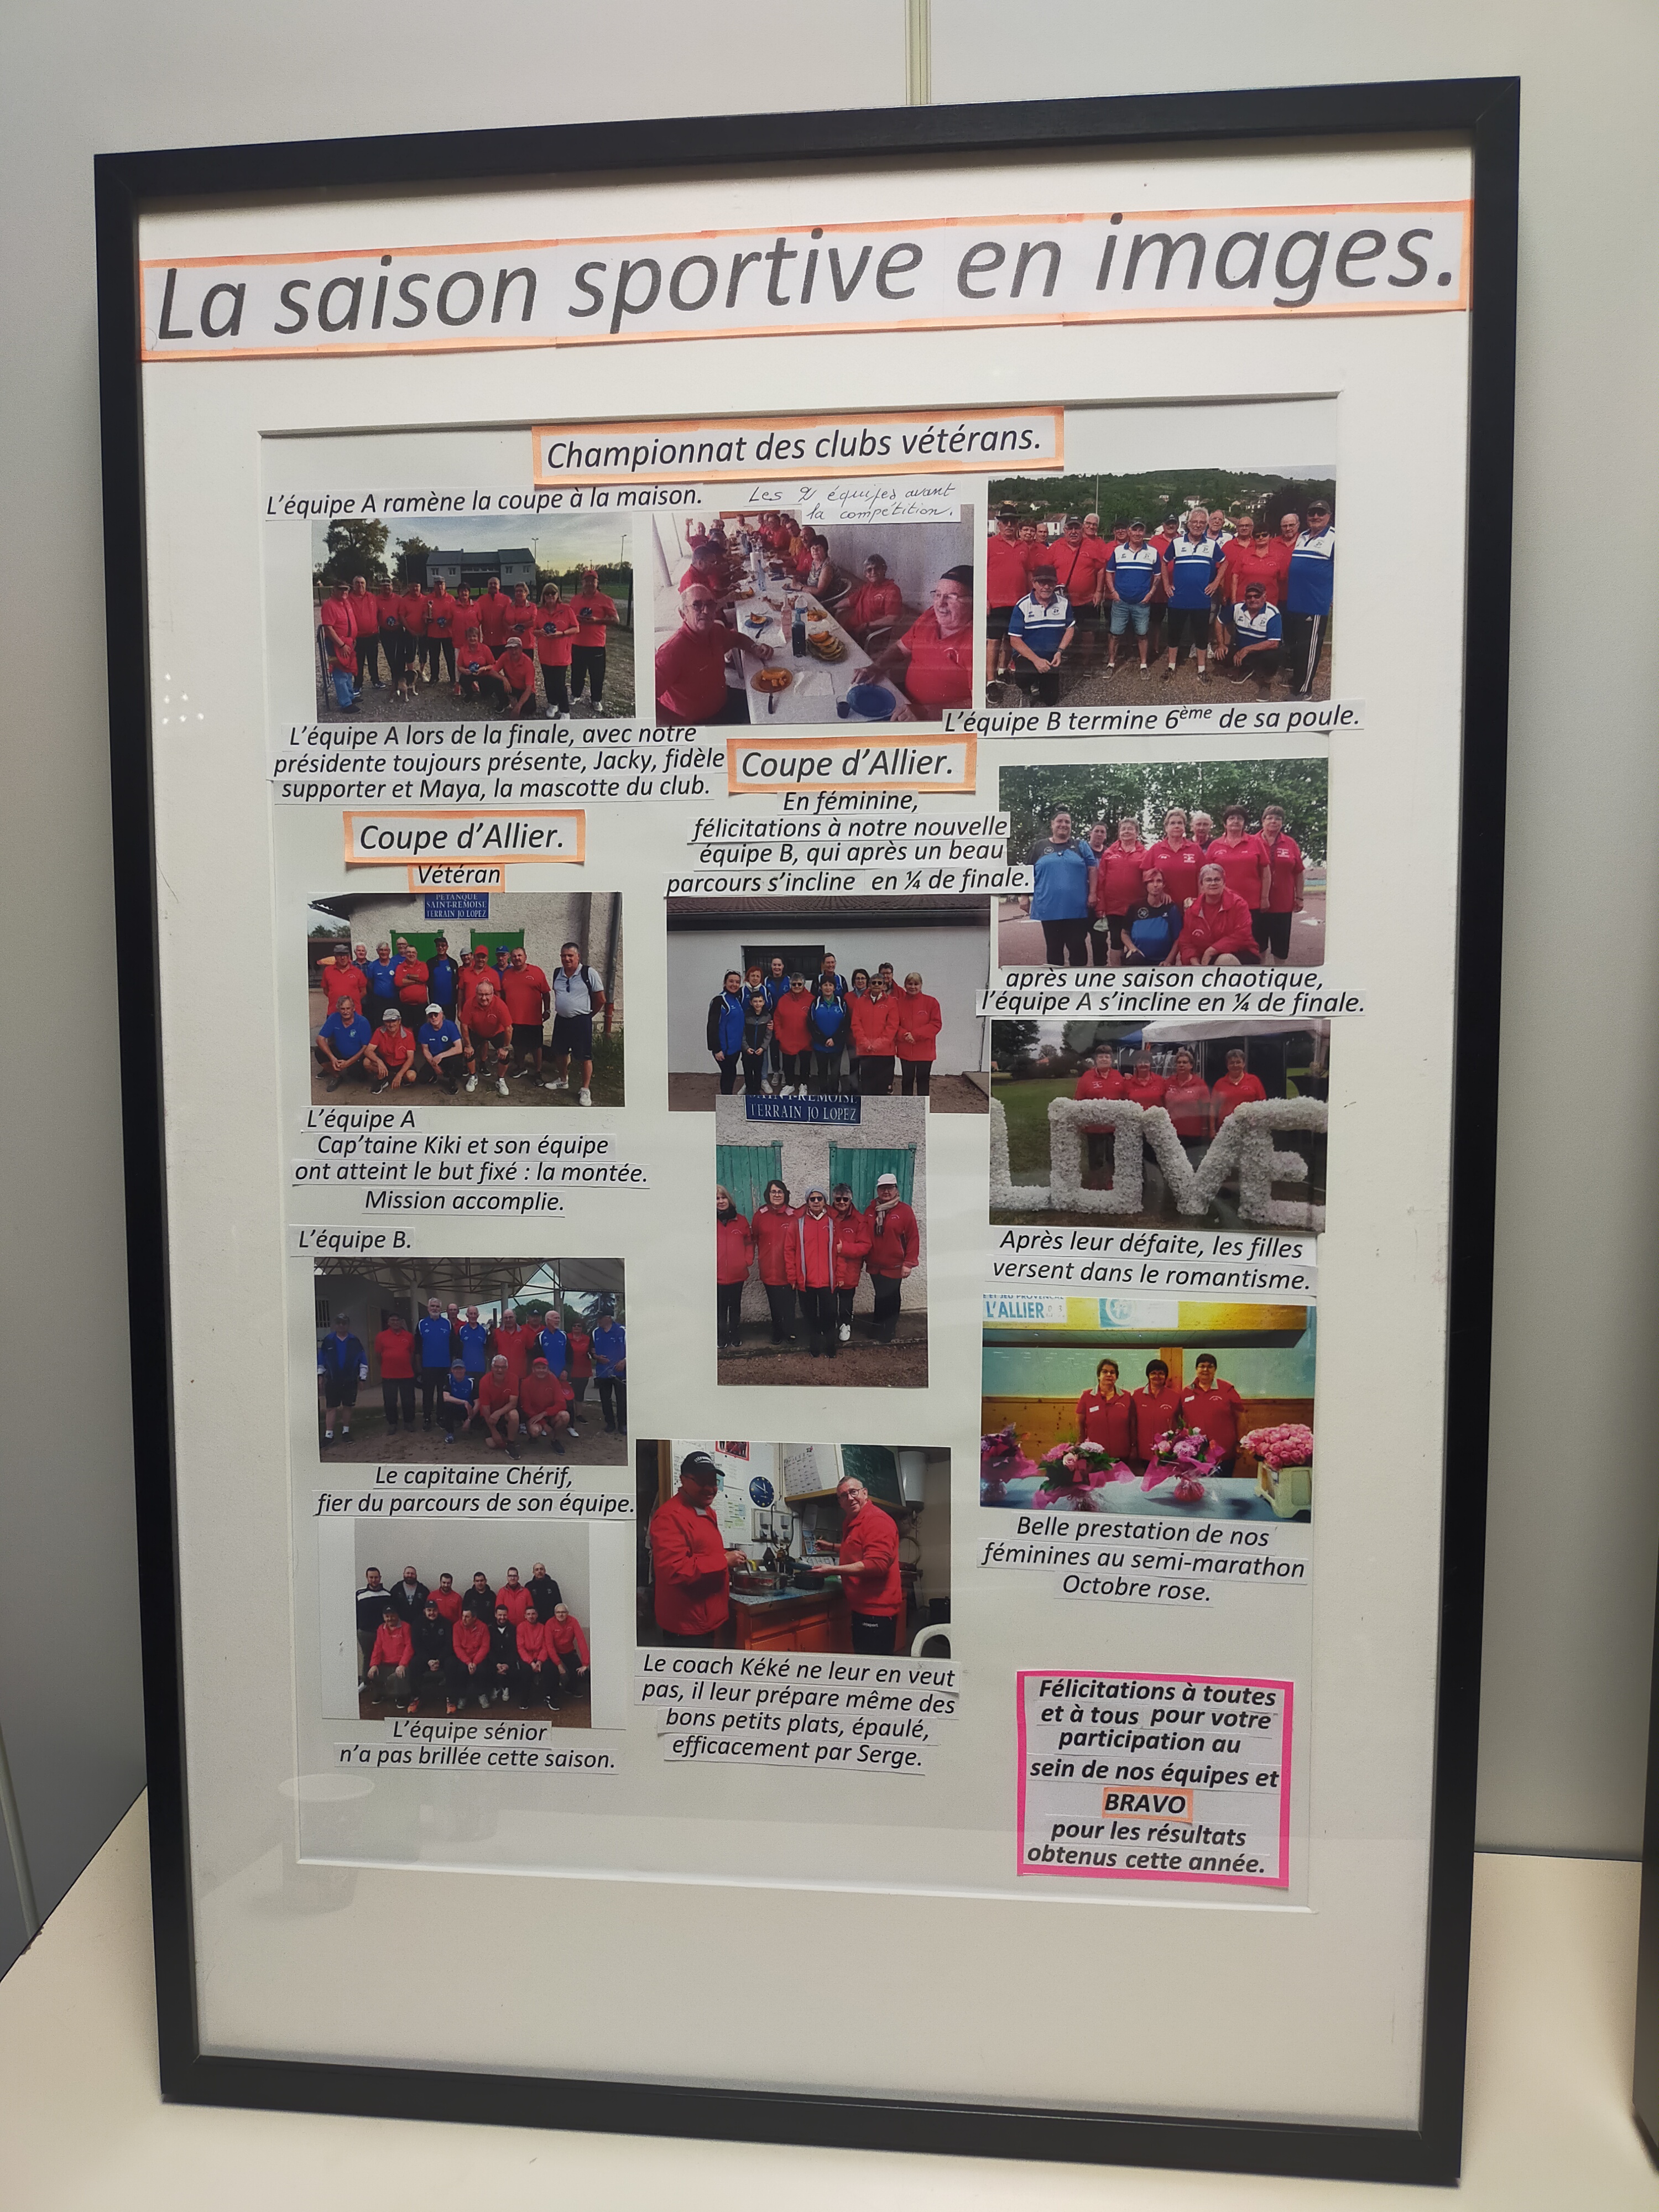 La saison sportive en images.
Championnat des clubs vétérans.
L'équipe A ramène la coupe à la maison.
Les 2 équipes avant
la compétition.
L'équipe A lors de la finale, avec notre
présidente toujours présente, Jacky, fidèle
supporter et Maya, la mascotte du club.
L'équipe B termine 6ème de sa poule.
Coupe d'Allier.
Vétéran
PETANQUE
SAINT-REMOISE
TERRAIN JO LOPEZ
L'équipe A
Cap'taine Kiki et son équipe
ont atteint le but fixé : la montée.
Mission accomplie.
L'équipe B.
Le capitaine Chérif,
fier du parcours de son équipe.
L'équipe sénior
n'a pas brillée cette saison.
Coupe d'Allier.
En féminine,
félicitations à notre nouvelle
équipe B, qui après un beau
parcours s'incline en ¼ de finale.
SAINT-REMOISE
TERRAIN JO LOPEZ
Le coach Kéké ne leur en veut
pas, il leur prépare même des
bons petits plats, épaulé,
efficacement par Serge.
après une saison chaotique,
l'équipe A s'incline en ¼ de finale.
LOVE
Après leur défaite, les filles
versent dans le romantisme.
ET JEU PROVENCAL
L'ALLIER
Belle prestation de nos
féminines au semi-marathon
Octobre rose.
Félicitations à toutes
et à tous pour votre
participation au
sein de nos équipes et
BRAVO
pour les résultats
obtenus cette année.